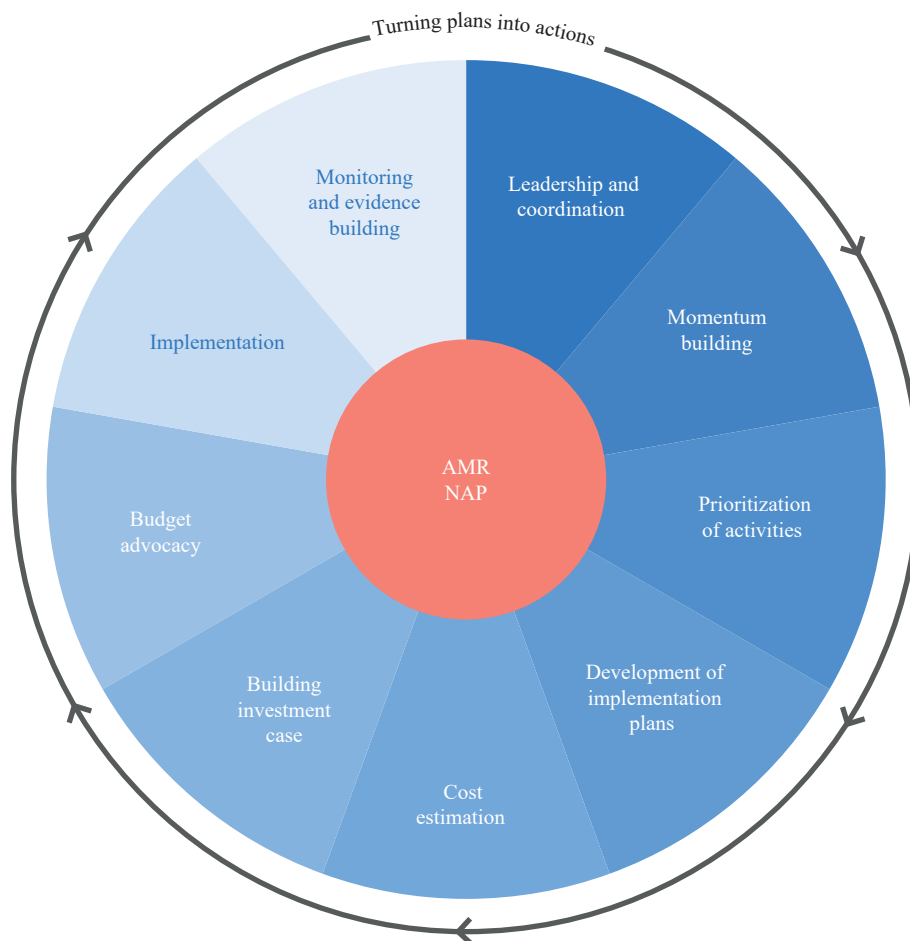 Turning plans into actions
Leadership and
coordination
Momentum
building
Prioritization
of activities
Development of
implementation
plans
Cost
estimation
Building
investment
case
Budget
advocacy
Implementation
Monitoring
and evidence
building
AMR
NAP